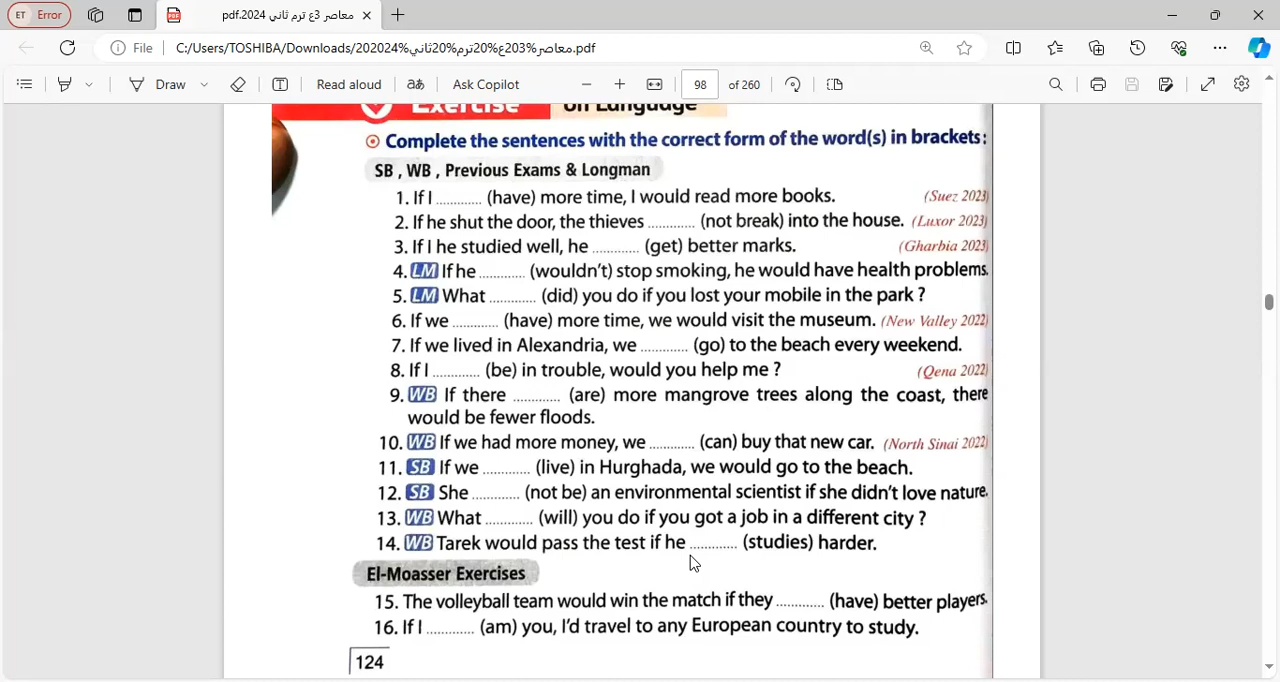 ET Error
معاصر 3ع ترم ثاني 2024.pdf
File C:/Users/TOSHIBA/Downloads/202024%معاصر%203ع%20ترم%20ثاني.pdf
Draw Read aloud aあ Ask Copilot 98 of 260
Exercise on Language
Complete the sentences with the correct form of the word(s) in brackets:
SB , WB , Previous Exams & Longman
1. If I ............ (have) more time, I would read more books. (Suez 2023)
2. If he shut the door, the thieves ............ (not break) into the house. (Luxor 2023)
3. If I he studied well, he ............ (get) better marks. (Gharbia 2023)
4. LM If he ............ (wouldn't) stop smoking, he would have health problems.
5. LM What ............ (did) you do if you lost your mobile in the park ?
6. If we ............ (have) more time, we would visit the museum. (New Valley 2022)
7. If we lived in Alexandria, we ............ (go) to the beach every weekend.
8. If I ............ (be) in trouble, would you help me ? (Qena 2022)
9. WB If there ............ (are) more mangrove trees along the coast, there
would be fewer floods.
10. WB If we had more money, we ............ (can) buy that new car. (North Sinai 2022)
11. SB If we ............ (live) in Hurghada, we would go to the beach.
12. SB She ............ (not be) an environmental scientist if she didn't love nature.
13. WB What ............ (will) you do if you got a job in a different city ?
14. WB Tarek would pass the test if he ............ (studies) harder.
El-Moasser Exercises
15. The volleyball team would win the match if they ............ (have) better players.
16. If I ............ (am) you, I'd travel to any European country to study.
124